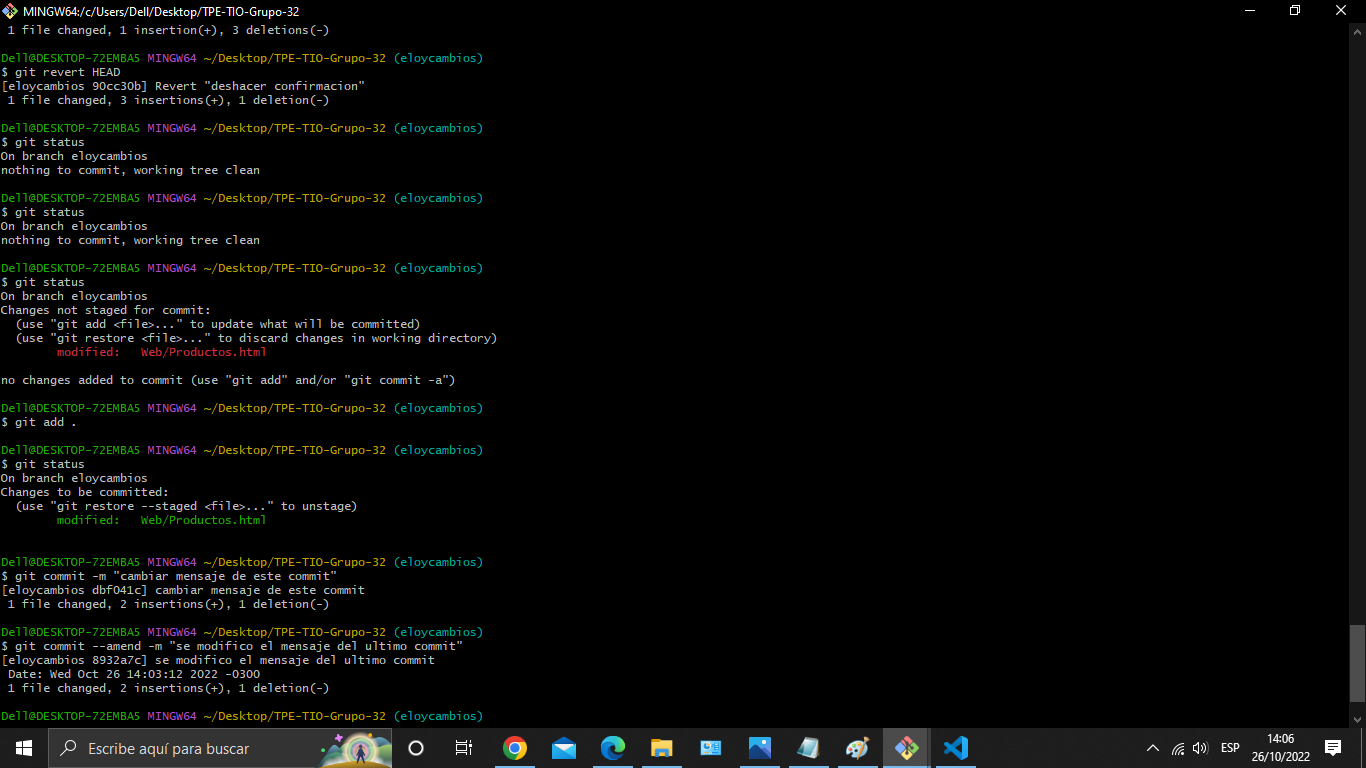 MINGW64:/c/Users/Dell/Desktop/TPE-TIO-Grupo-32
1 file changed, 1 insertion(+), 3 deletions(-)
Dell@DESKTOP-72EMBA5 MINGW64 ~/Desktop/TPE-TIO-Grupo-32 (eloycambios)
$ git revert HEAD
[eloycambios 90cc30b] Revert "deshacer confirmacion"
1 file changed, 3 insertions(+), 1 deletion(-)
Dell@DESKTOP-72EMBA5 MINGW64 ~/Desktop/TPE-TIO-Grupo-32 (eloycambios)
$ git status
On branch eloycambios
nothing to commit, working tree clean
Dell@DESKTOP-72EMBA5 MINGW64 ~/Desktop/TPE-TIO-Grupo-32 (eloycambios)
$ git status
On branch eloycambios
nothing to commit, working tree clean
Dell@DESKTOP-72EMBA5 MINGW64 ~/Desktop/TPE-TIO-Grupo-32 (eloycambios)
$ git status
On branch eloycambios
Changes not staged for commit:
(use "git add <file>..." to update what will be committed)
(use "git restore <file>..." to discard changes in working directory)
modified:   Web/Productos.html
no changes added to commit (use "git add" and/or "git commit -a")
Dell@DESKTOP-72EMBA5 MINGW64 ~/Desktop/TPE-TIO-Grupo-32 (eloycambios)
$ git add .
Dell@DESKTOP-72EMBA5 MINGW64 ~/Desktop/TPE-TIO-Grupo-32 (eloycambios)
$ git status
On branch eloycambios
Changes to be committed:
(use "git restore --staged <file>..." to unstage)
modified:   Web/Productos.html
Dell@DESKTOP-72EMBA5 MINGW64 ~/Desktop/TPE-TIO-Grupo-32 (eloycambios)
$ git commit -m "cambiar mensaje de este commit"
[eloycambios dbf041c] cambiar mensaje de este commit
1 file changed, 2 insertions(+), 1 deletion(-)
Dell@DESKTOP-72EMBA5 MINGW64 ~/Desktop/TPE-TIO-Grupo-32 (eloycambios)
$ git commit --amend -m "se modifico el mensaje del ultimo commit"
[eloycambios 8932a7c] se modifico el mensaje del ultimo commit
Date: Wed Oct 26 14:03:12 2022 -0300
1 file changed, 2 insertions(+), 1 deletion(-)
Dell@DESKTOP-72EMBA5 MINGW64 ~/Desktop/TPE-TIO-Grupo-32 (eloycambios)
Escribe aquí para buscar
ESP
14:06
26/10/2022